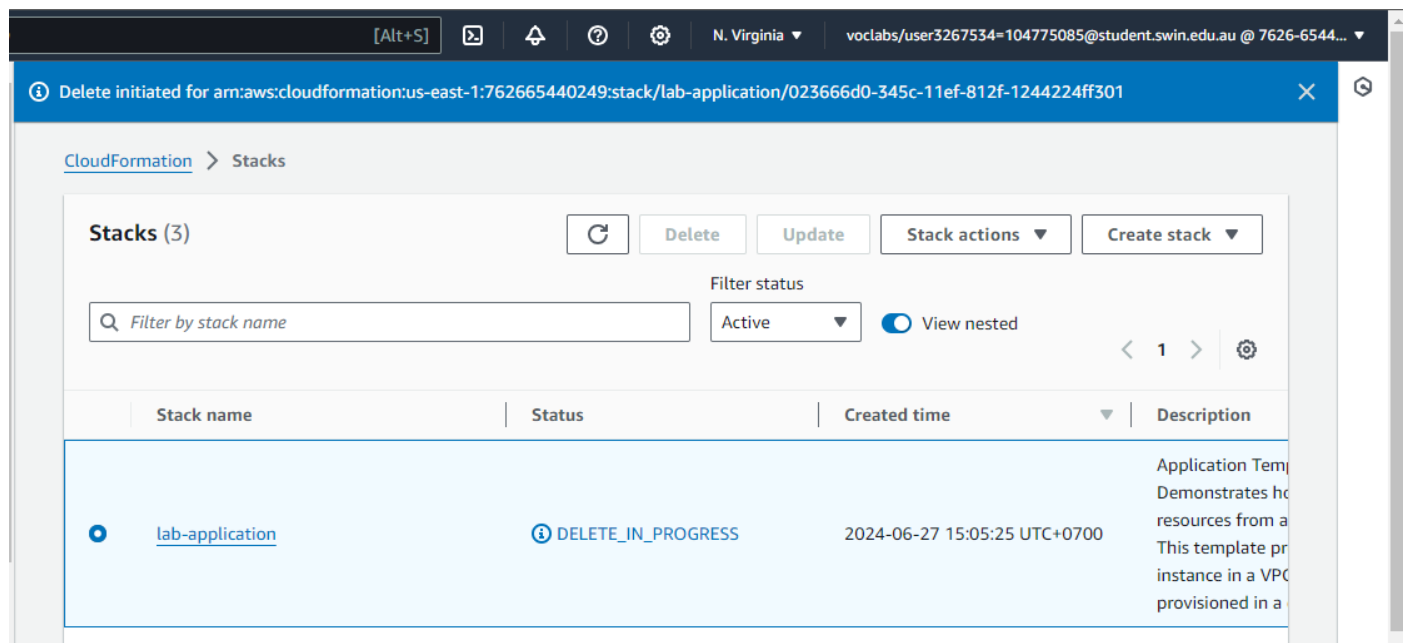 [Alt+S]
N. Virginia
voclabs/user3267534=104775085@student.swin.edu.au @ 7626-6544...
Delete initiated for arn:aws:cloudformation:us-east-1:762665440249:stack/lab-application/023666d0-345c-11ef-812f-1244224ff301
CloudFormation > Stacks
Stacks (3)
Delete
Update
Stack actions
Create stack
Filter status
Filter by stack name
Active
View nested
1
Stack name
Status
Created time
Description
lab-application
DELETE_IN_PROGRESS
2024-06-27 15:05:25 UTC+0700
Application Tem
Demonstrates ho
resources from a
This template pr
instance in a VPC
provisioned in a